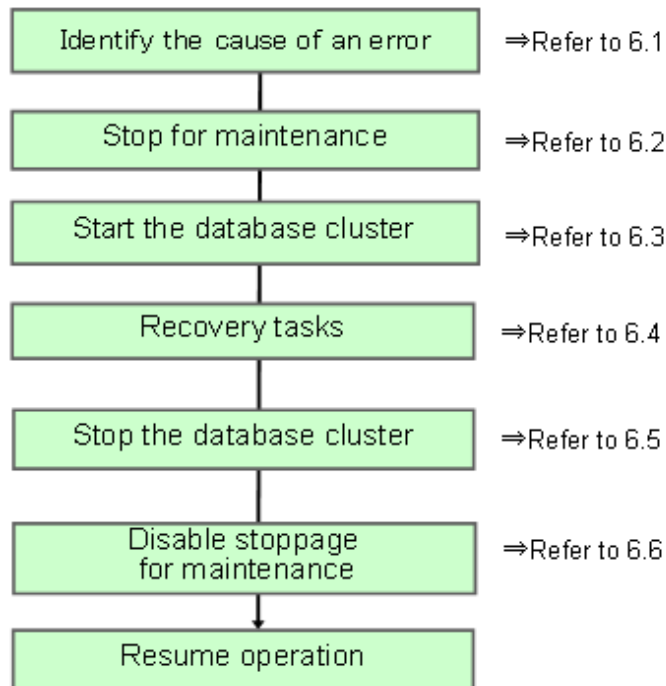 Identify the cause of an error ⇒Refer to 6.1
Stop for maintenance ⇒Refer to 6.2
Start the database cluster ⇒Refer to 6.3
Recovery tasks ⇒Refer to 6.4
Stop the database cluster ⇒Refer to 6.5
Disable stoppage
for maintenance ⇒Refer to 6.6
Resume operation